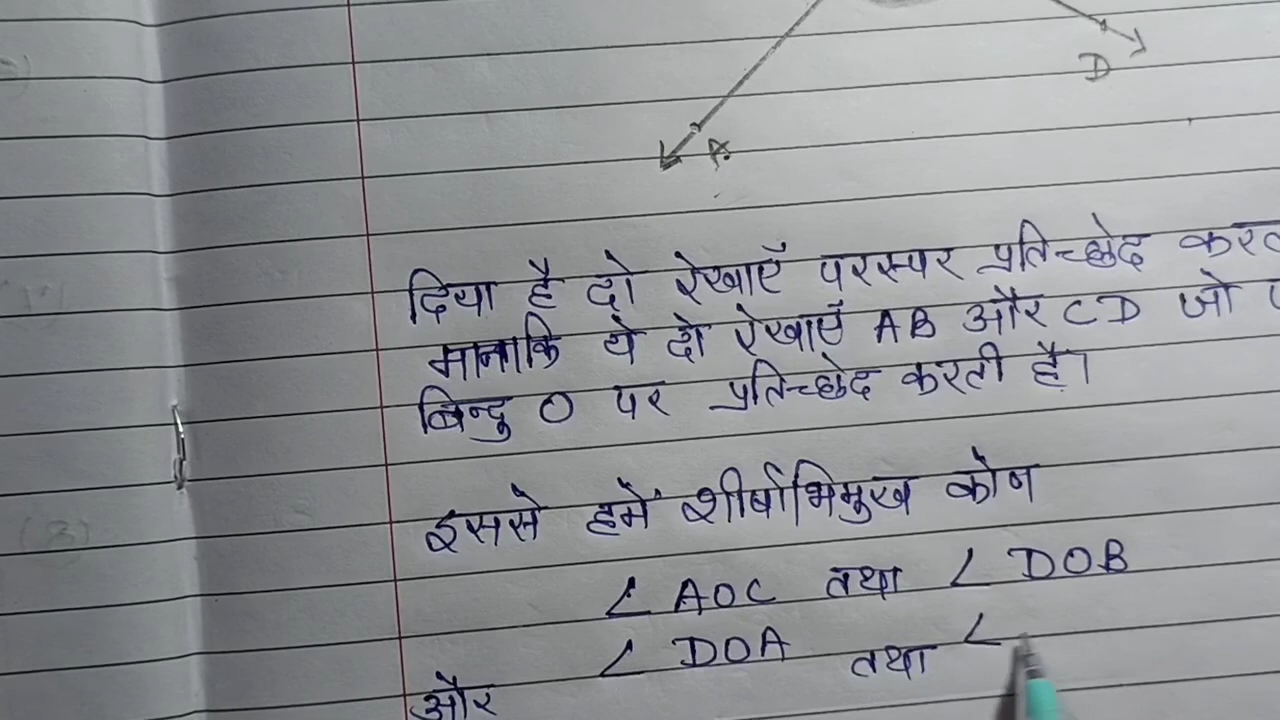 D
A
दिया है दो रेखाएँ परस्पर प्रतिच्छेद
मानाकि ये दो रेखाएँ AB और CD जो
बिन्दु O पर प्रतिच्छेद करती है।
इससे हमें शीर्षाभिमुख कोन
∠ AOC तथा ∠ DOB
∠ DOA तथा ∠
और